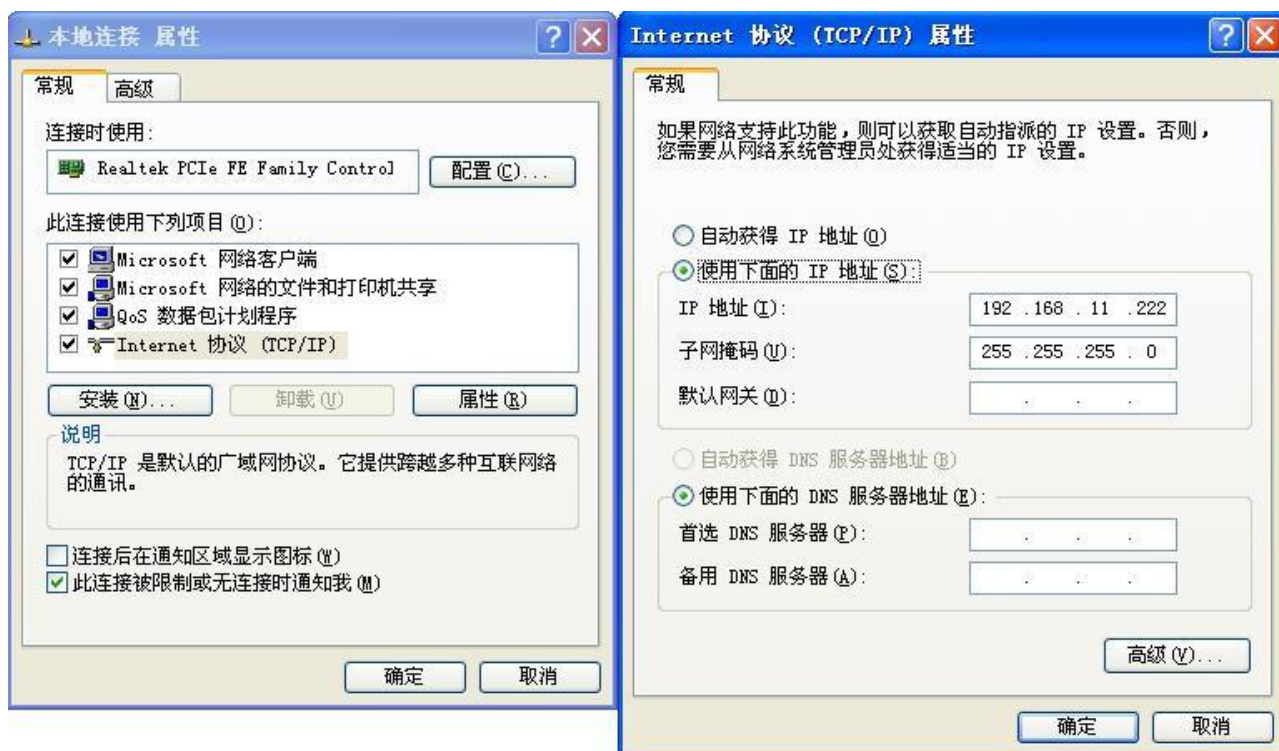 本地连接 属性
常规
高级
连接时使用:
Realtek PCIe FE Family Control
配置(C)...
此连接使用下列项目(O):
Microsoft 网络客户端
Microsoft 网络的文件和打印机共享
QoS 数据包计划程序
Internet 协议 (TCP/IP)
安装(N)...
卸载(U)
属性(R)
说明
TCP/IP 是默认的广域网协议。它提供跨越多种互联网络
的通讯。
连接后在通知区域显示图标(W)
此连接被限制或无连接时通知我(M)
确定
取消
Internet 协议 (TCP/IP) 属性
常规
如果网络支持此功能，则可以获取自动指派的 IP 设置。否则，
您需要从网络系统管理员处获得适当的 IP 设置。
自动获得 IP 地址(O)
使用下面的 IP 地址(S):
IP 地址(I):
192 .168 . 11 .222
子网掩码(U):
255 .255 .255 . 0
默认网关(D):
自动获得 DNS 服务器地址(B)
使用下面的 DNS 服务器地址(E):
首选 DNS 服务器(P):
备用 DNS 服务器(A):
高级(V)...
确定
取消